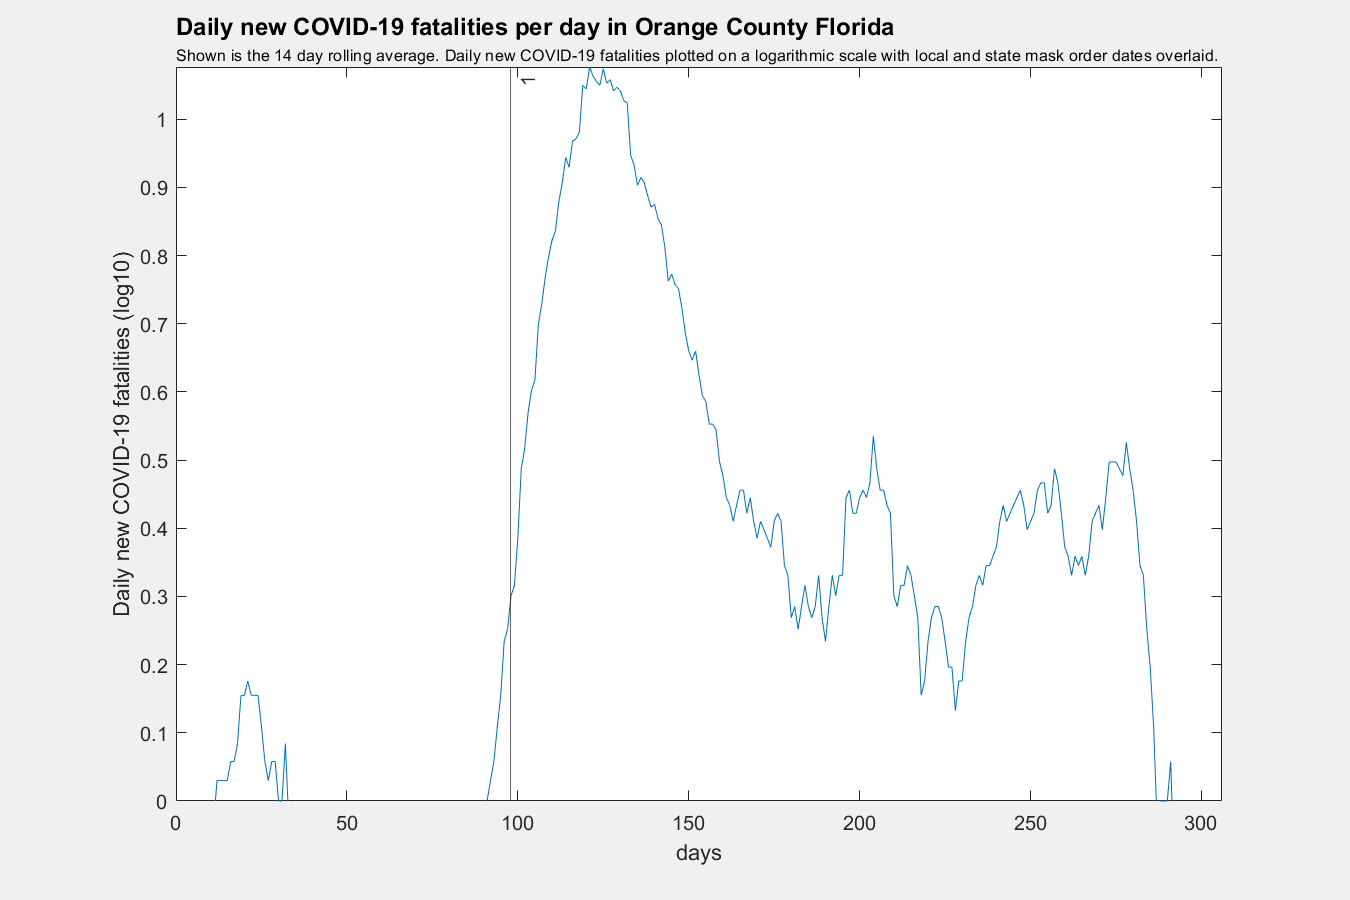 Daily new COVID-19 fatalities per day in Orange County Florida
Shown is the 14 day rolling average. Daily new COVID-19 fatalities plotted on a logarithmic scale with local and state mask order dates overlaid.
1
1
0.9
0.8
0.7
0.6
0.5
0.4
0.3
0.2
0.1
0
Daily new COVID-19 fatalities (log10)
0 50 100 150 200 250 300
days